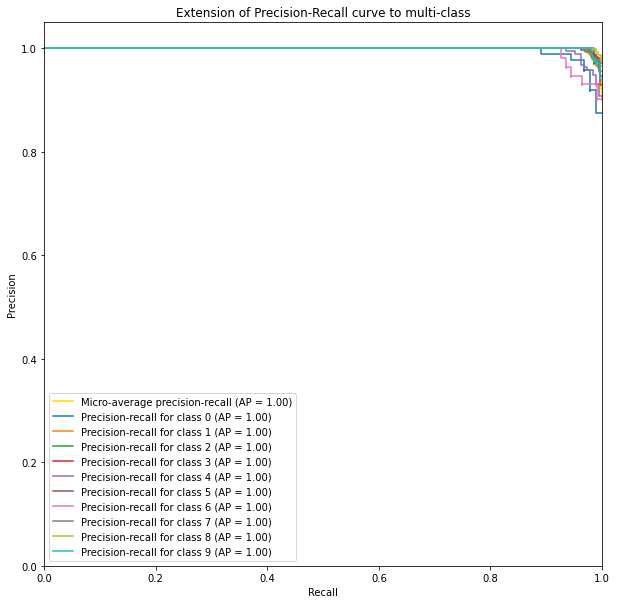 Extension of Precision-Recall curve to multi-class
1.0
0.8
0.6
0.4
0.2
0.0
Precision
Micro-average precision-recall (AP = 1.00)
Precision-recall for class 0 (AP = 1.00)
Precision-recall for class 1 (AP = 1.00)
Precision-recall for class 2 (AP = 1.00)
Precision-recall for class 3 (AP = 1.00)
Precision-recall for class 4 (AP = 1.00)
Precision-recall for class 5 (AP = 1.00)
Precision-recall for class 6 (AP = 1.00)
Precision-recall for class 7 (AP = 1.00)
Precision-recall for class 8 (AP = 1.00)
Precision-recall for class 9 (AP = 1.00)
0.0 0.2 0.4 0.6 0.8 1.0
Recall